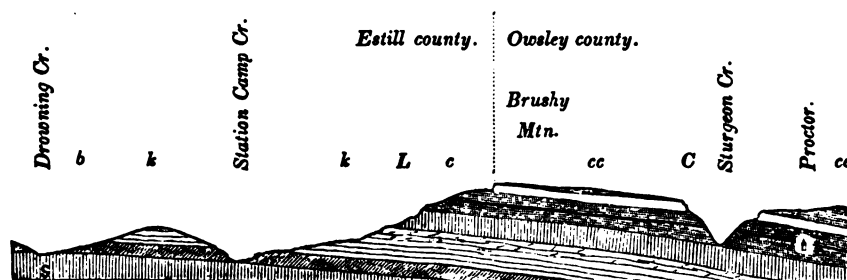 Estill county. Owsley county.
Brushy
Mtn.
Drowning Cr.
Station Camp Cr.
Sturgeon Cr.
Proctor.
b k k L c cc C cc
S